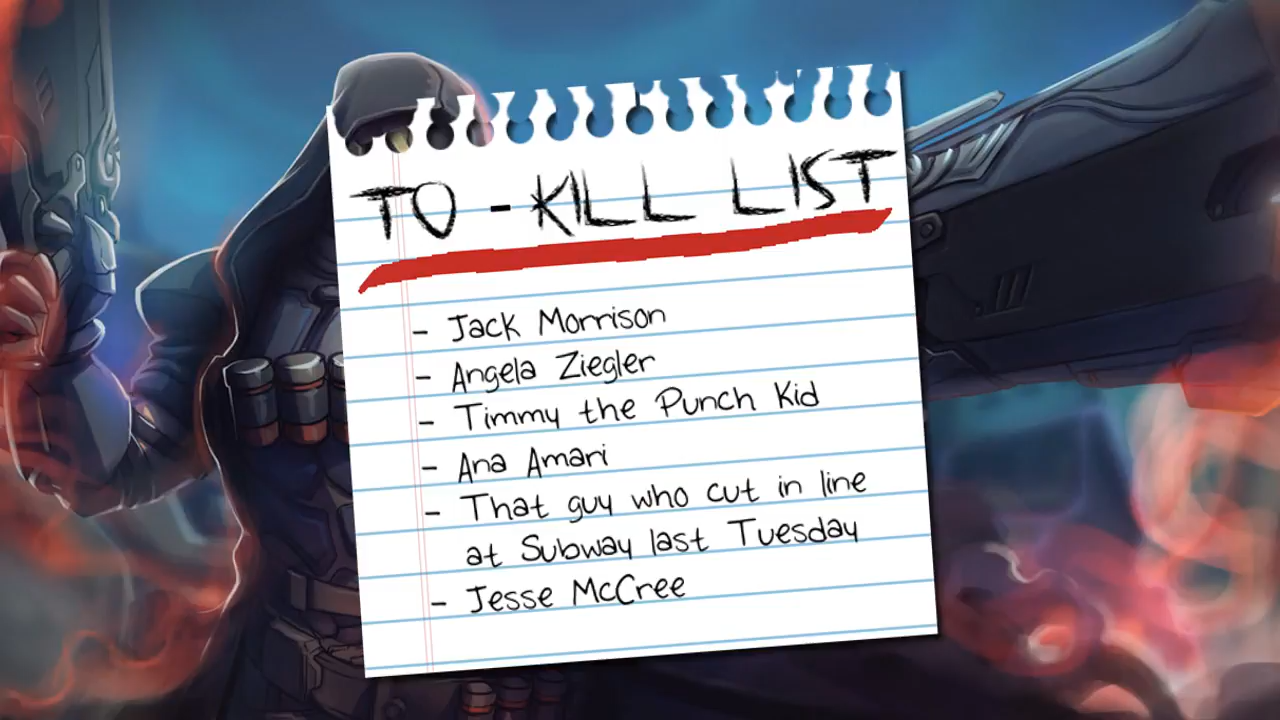 TO - KILL LIST
- Jack Morrison
- Angela Ziegler
- Timmy the Punch Kid
- Ana Amari
- That guy who cut in line
at Subway last Tuesday
- Jesse McCree